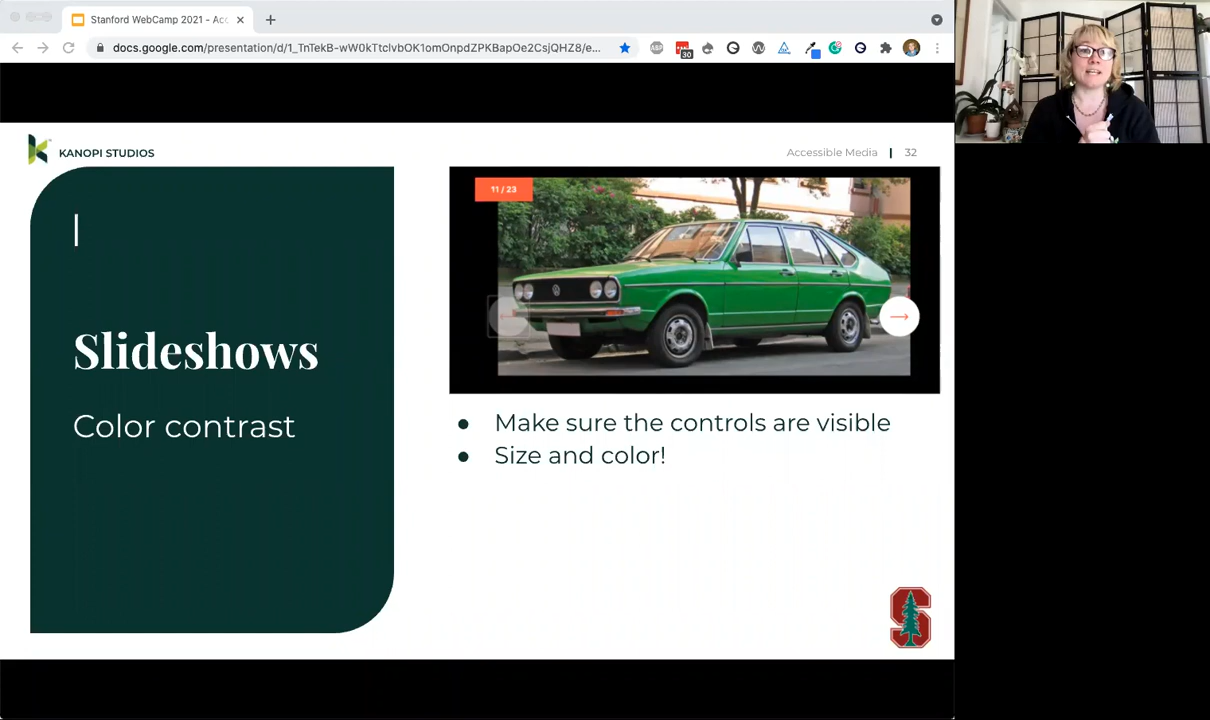 Stanford WebCamp 2021 - Acc
docs.google.com/presentation/d/1_TnTekB-wW0kTtclvbOK1omOnpdZPKBapOe2CsjQHZ8/e...
30
KANOPI STUDIOS
Accessible Media | 32
11 / 23
Slideshows
Color contrast
● Make sure the controls are visible
● Size and color!